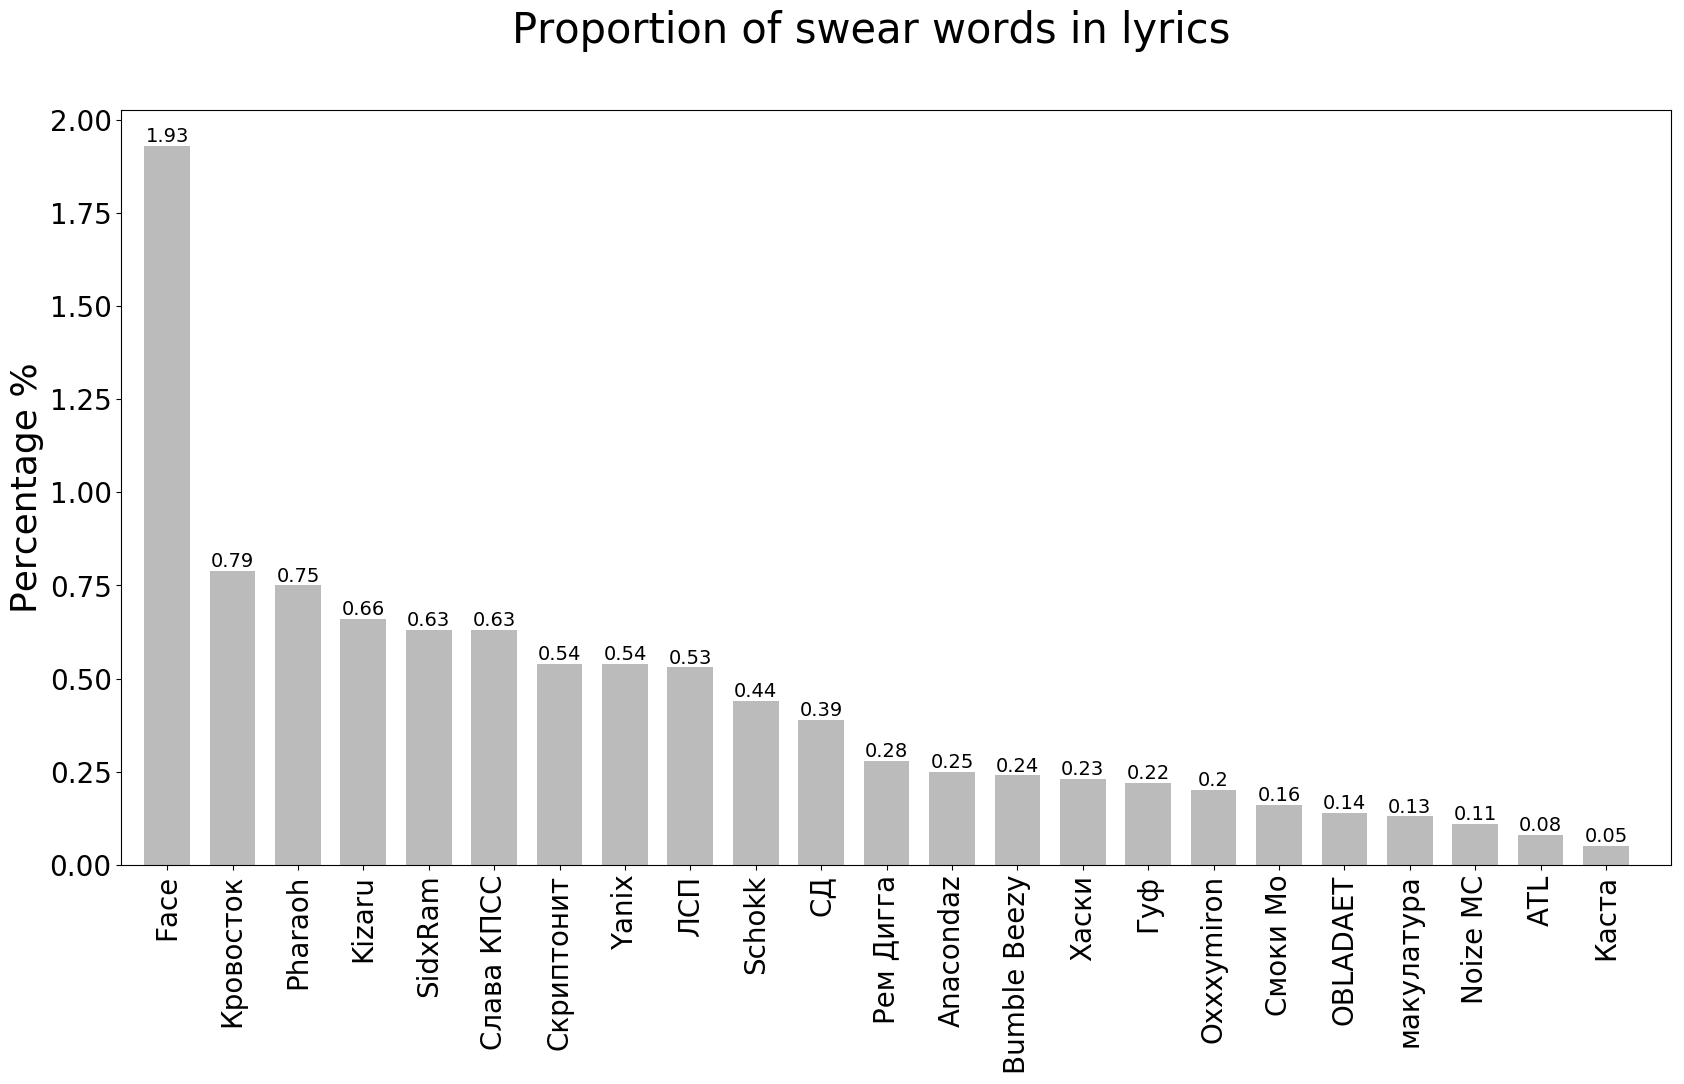 Proportion of swear words in lyrics
Percentage %
2.00
1.75
1.50
1.25
1.00
0.75
0.50
0.25
0.00
1.93
0.79
0.75
0.66
0.63
0.63
0.54
0.54
0.53
0.44
0.39
0.28
0.25
0.24
0.23
0.22
0.2
0.16
0.14
0.13
0.11
0.08
0.05
Face
Кровосток
Pharaoh
Kizaru
SidxRam
Слава КПСС
Скриптонит
Yanix
ЛСП
Schokk
СД
Рем Дигга
Anacondaz
Bumble Beezy
Хаски
Гуф
Oxxxymiron
Смоки Мо
OBLADAET
макулатура
Noize MC
ATL
Каста